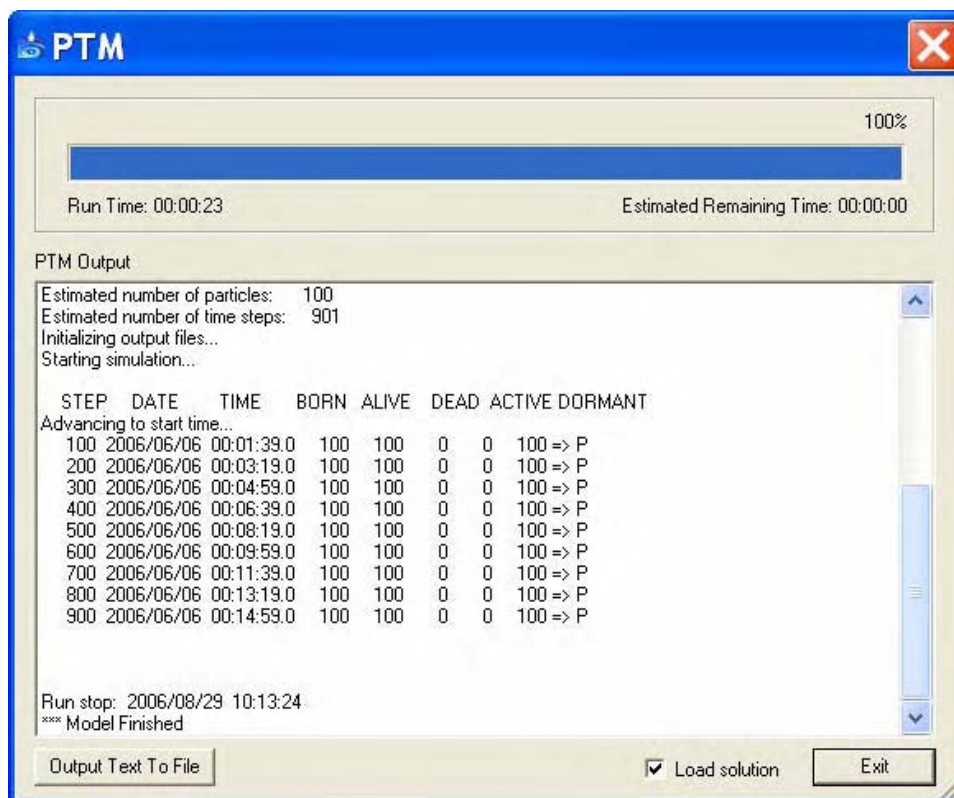 PTM
100%
Run Time: 00:00:23 Estimated Remaining Time: 00:00:00
PTM Output
Estimated number of particles: 100
Estimated number of time steps: 901
Initializing output files...
Starting simulation...
STEP DATE TIME BORN ALIVE DEAD ACTIVE DORMANT
Advancing to start time...
100 2006/06/06 00:01:39.0 100 100 0 0 100 => P
200 2006/06/06 00:03:19.0 100 100 0 0 100 => P
300 2006/06/06 00:04:59.0 100 100 0 0 100 => P
400 2006/06/06 00:06:39.0 100 100 0 0 100 => P
500 2006/06/06 00:08:19.0 100 100 0 0 100 => P
600 2006/06/06 00:09:59.0 100 100 0 0 100 => P
700 2006/06/06 00:11:39.0 100 100 0 0 100 => P
800 2006/06/06 00:13:19.0 100 100 0 0 100 => P
900 2006/06/06 00:14:59.0 100 100 0 0 100 => P
Run stop: 2006/08/29 10:13:24
*** Model Finished
Output Text To File Load solution Exit